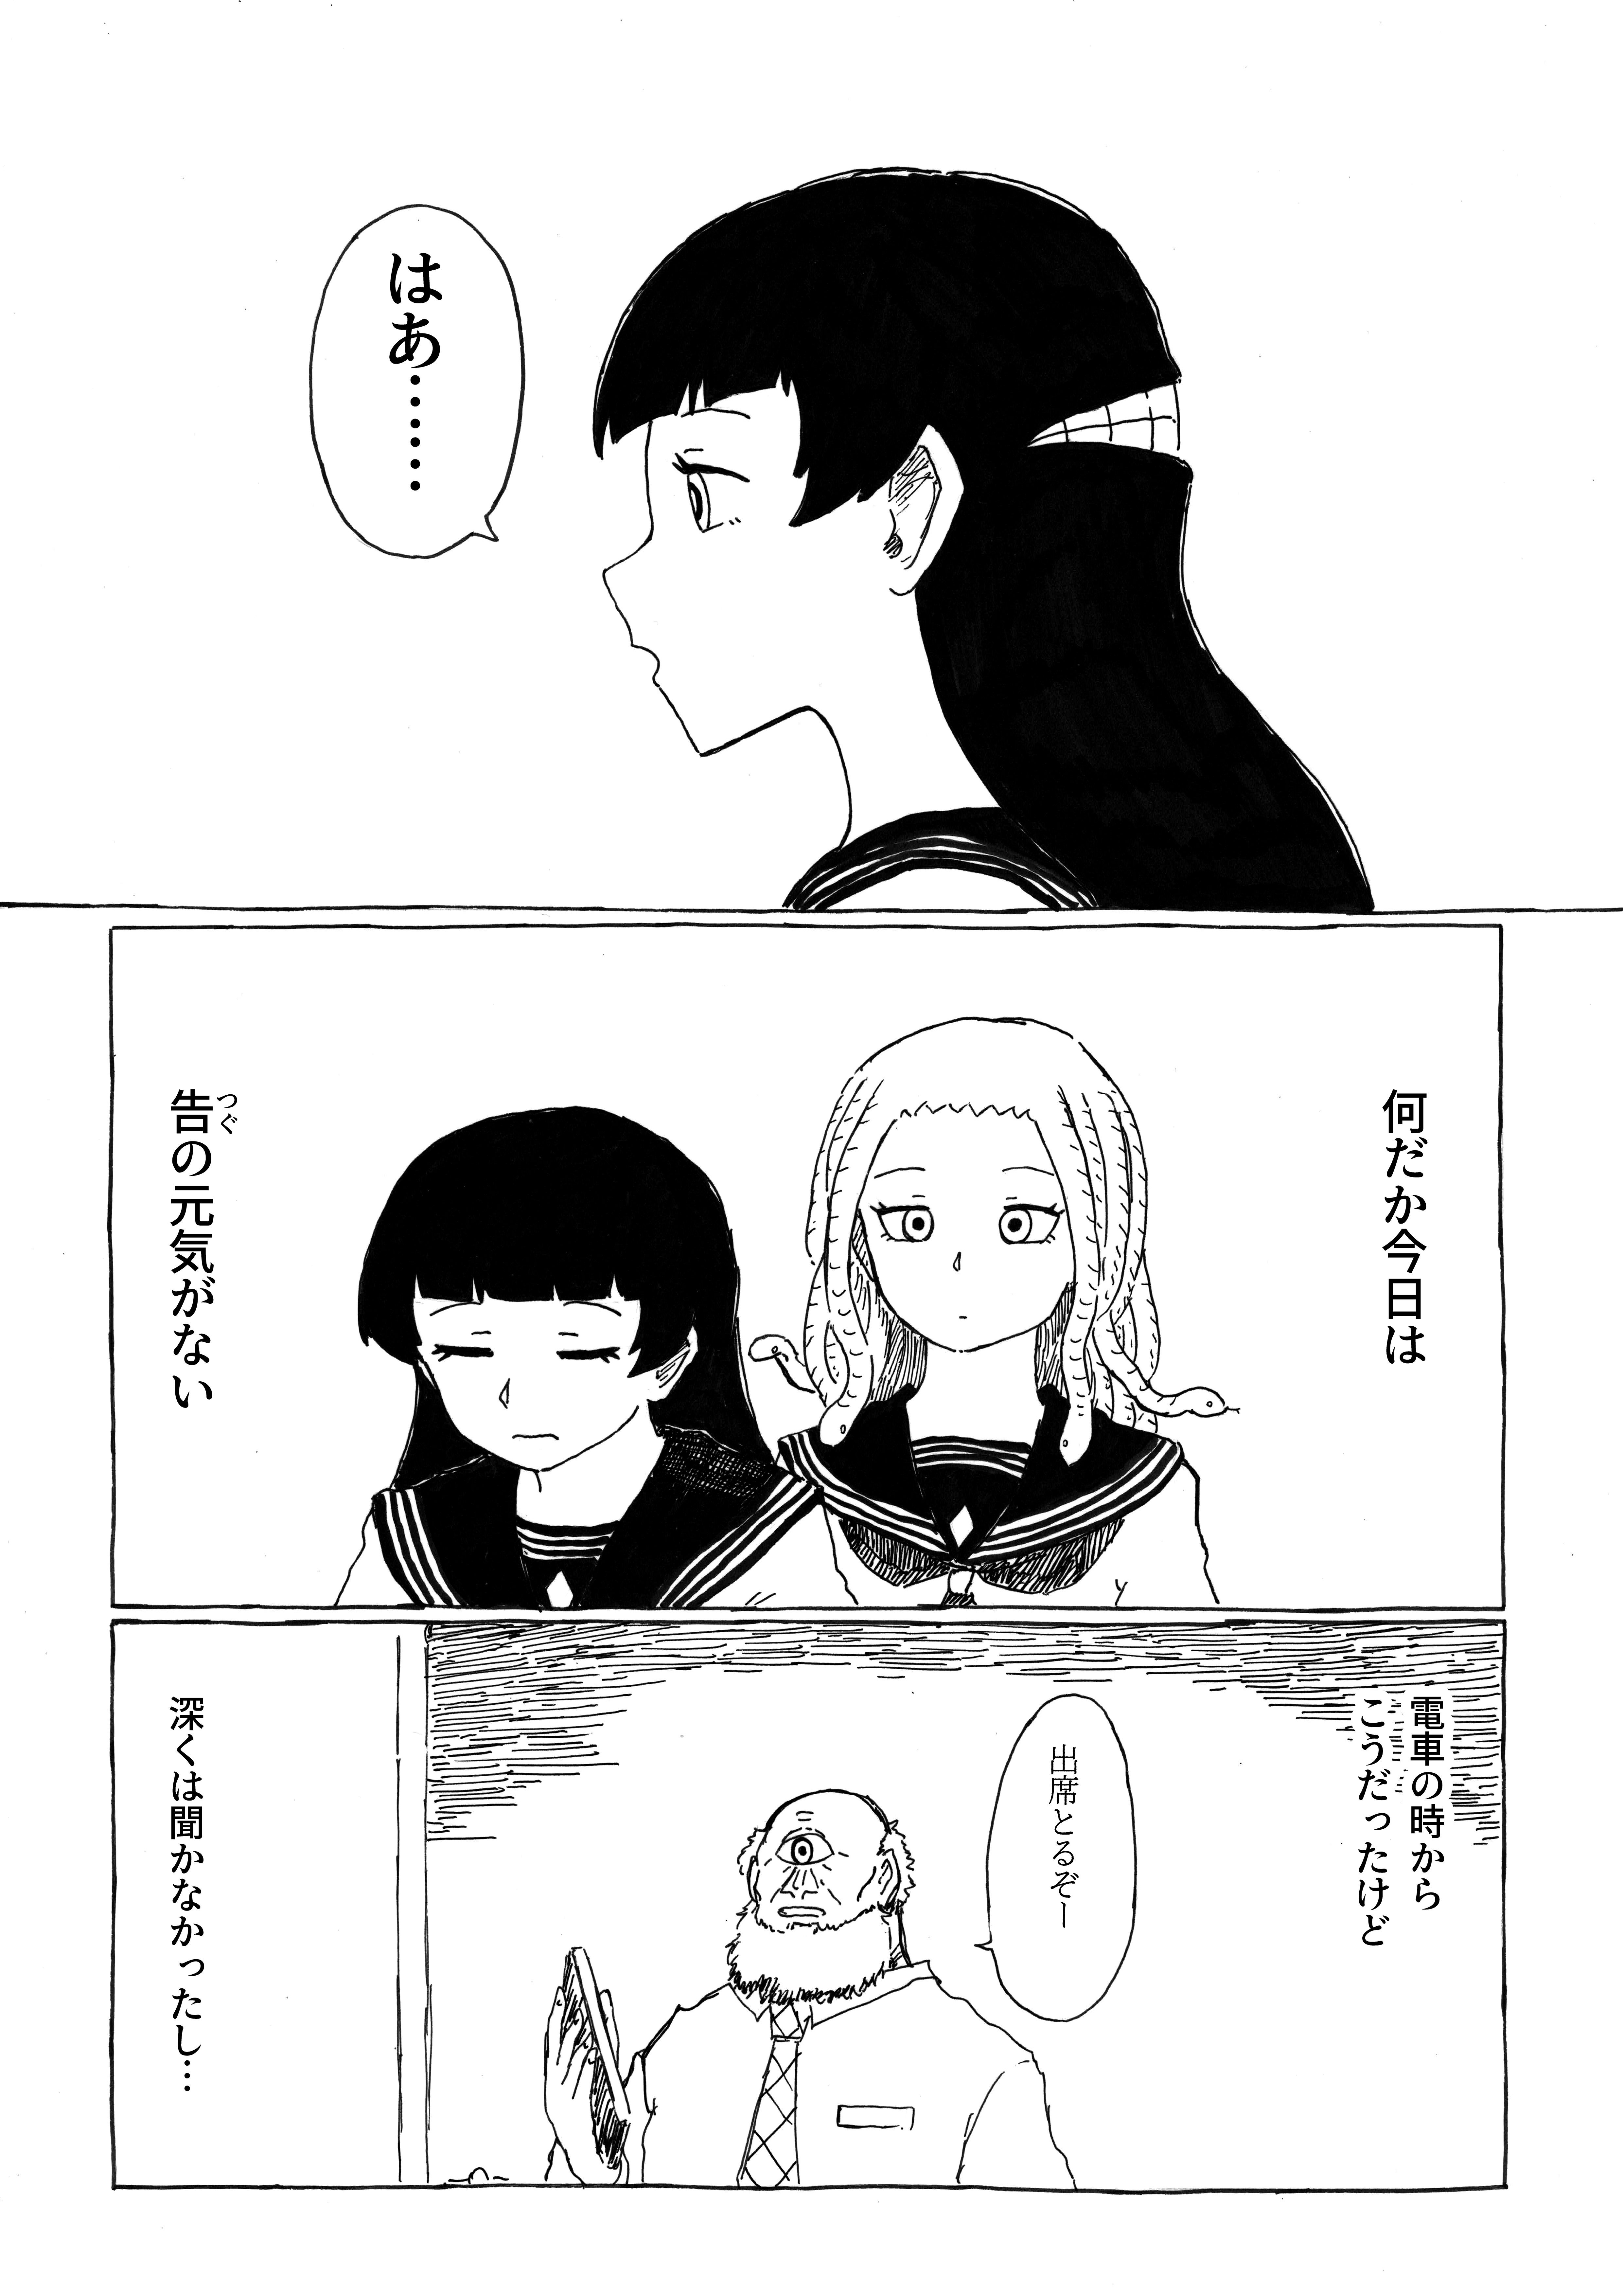 はあ……
何だか今日は
告の元気がない
つぐ
電車の時から
こうだったけど
出席とるぞー
深くは聞かなかったし…